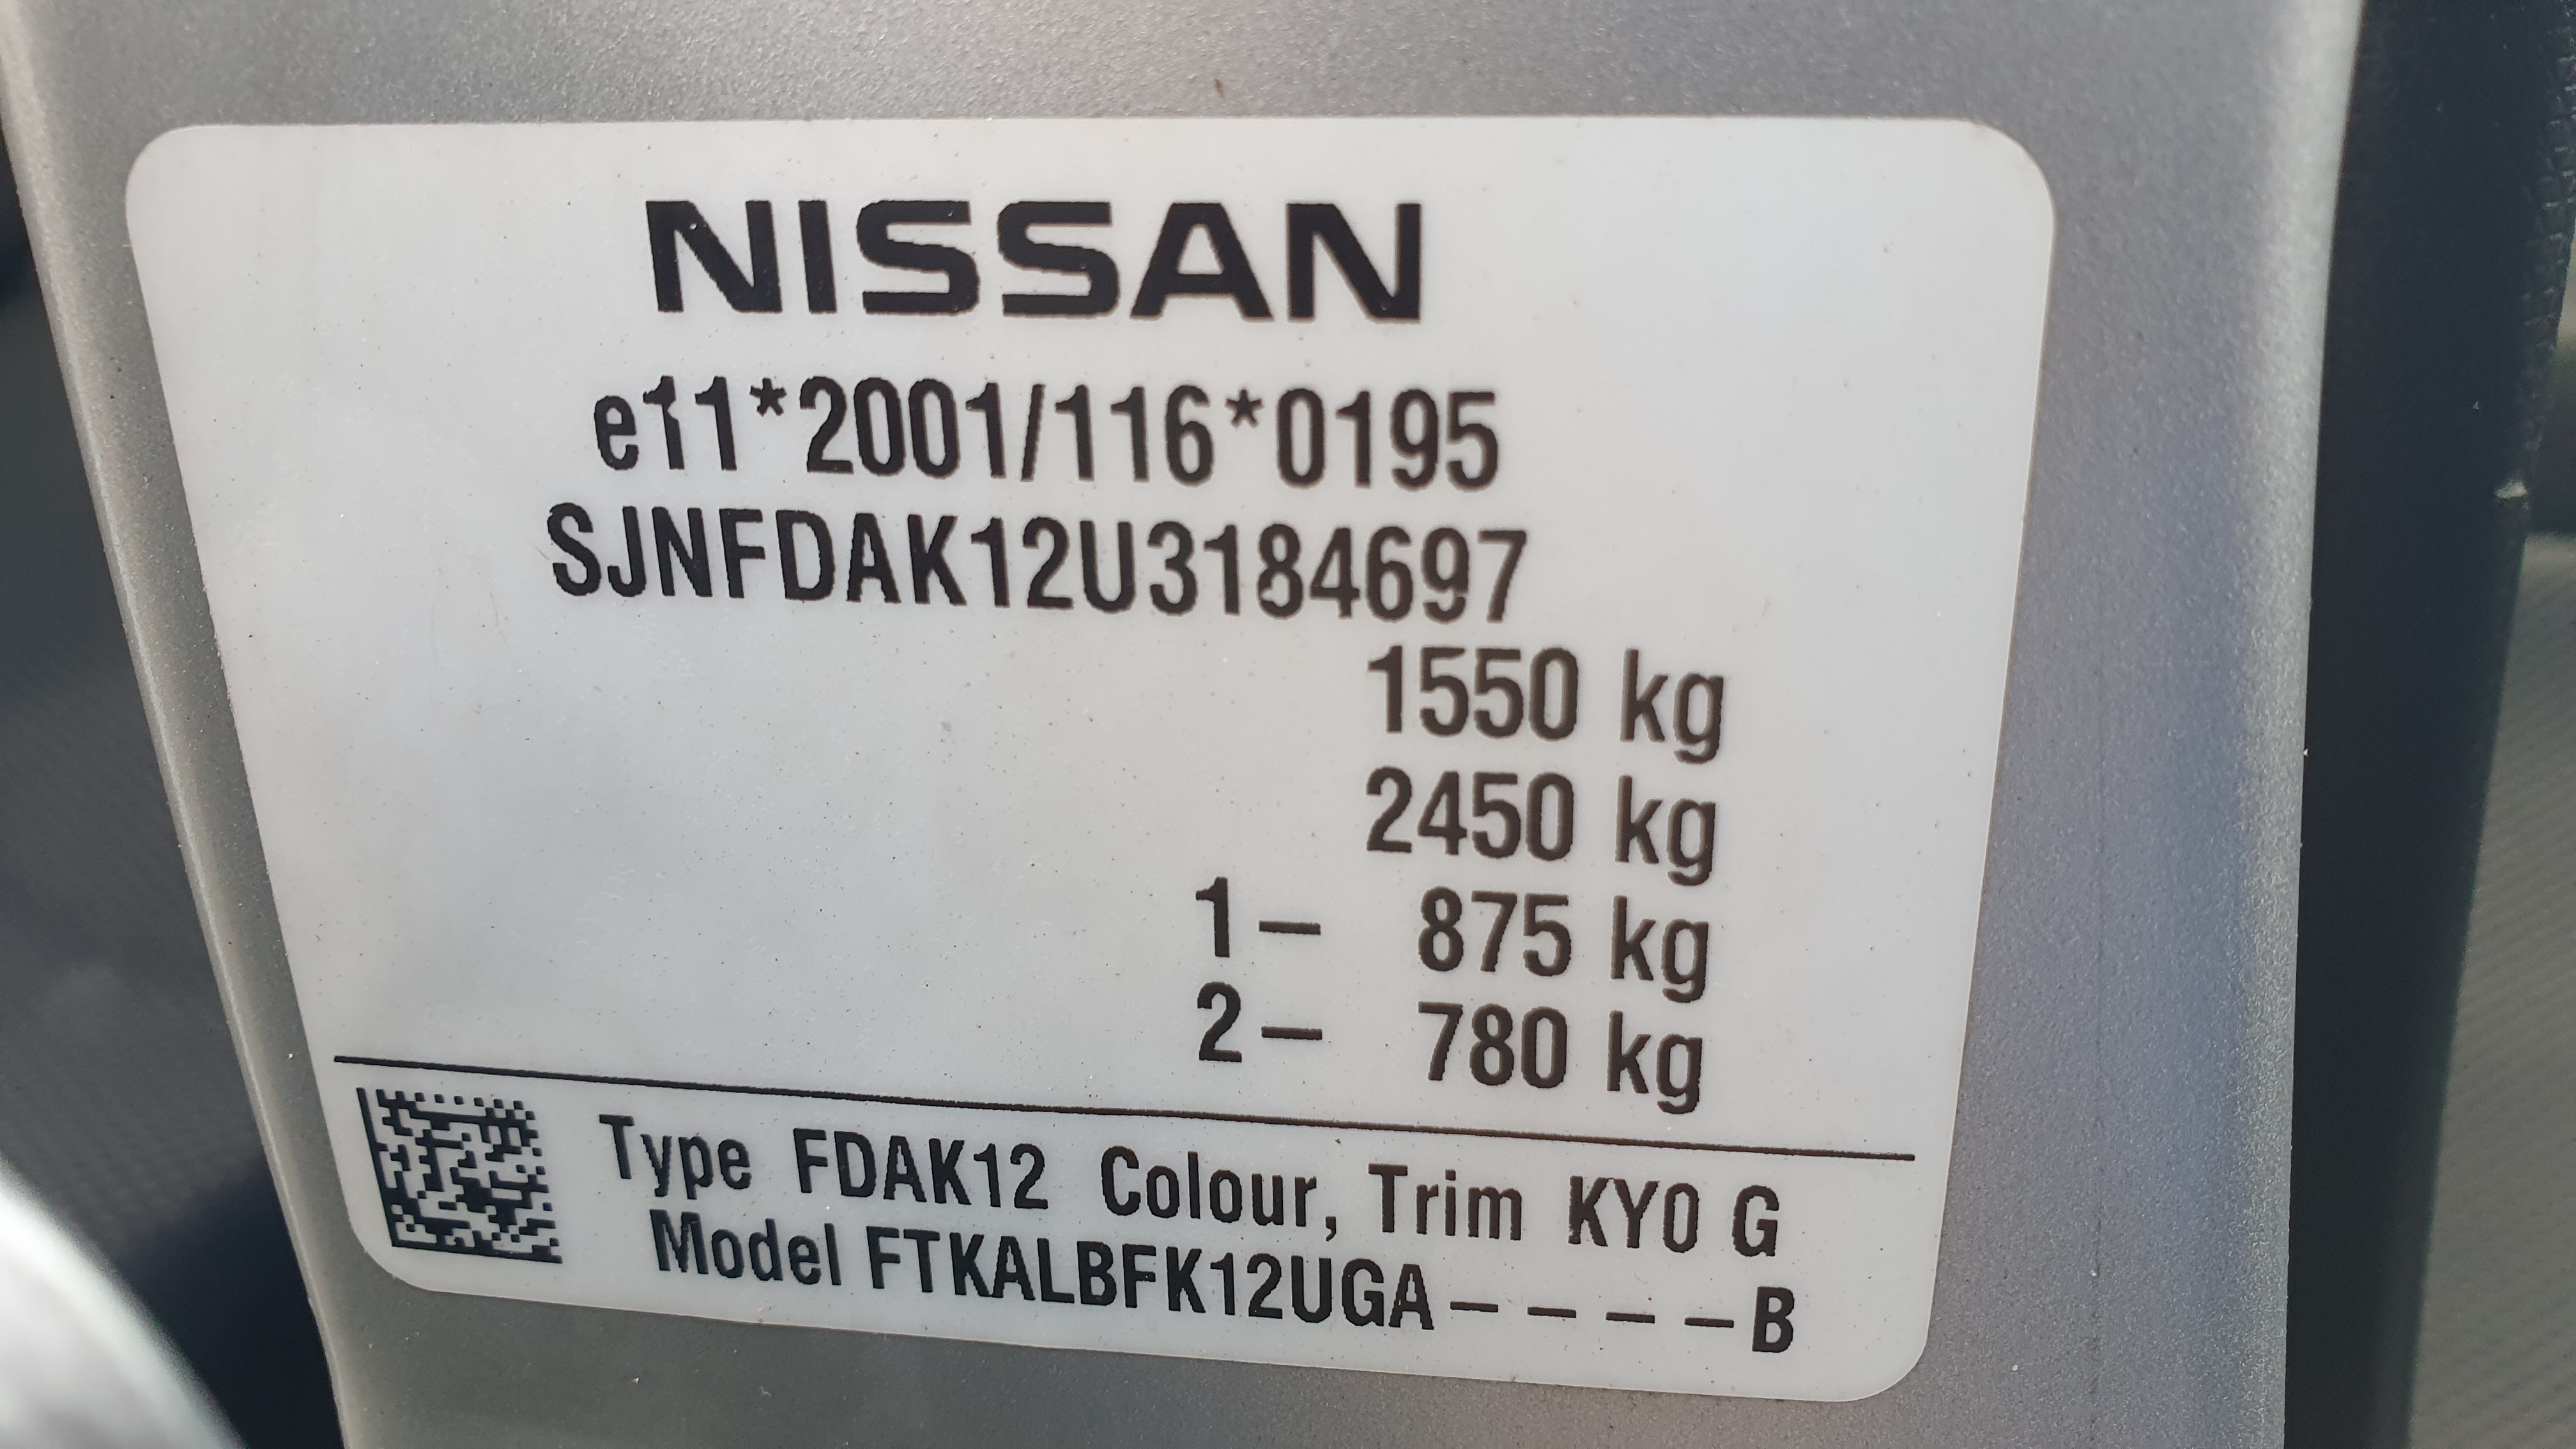 NISSAN
e11*2001/116*0195
SJNFDAK12U3184697
1550 kg
2450 kg
1– 875 kg
2– 780 kg
Type FDAK12 Colour, Trim KY0 G
Model FTKALBFK12UGA – – – – B